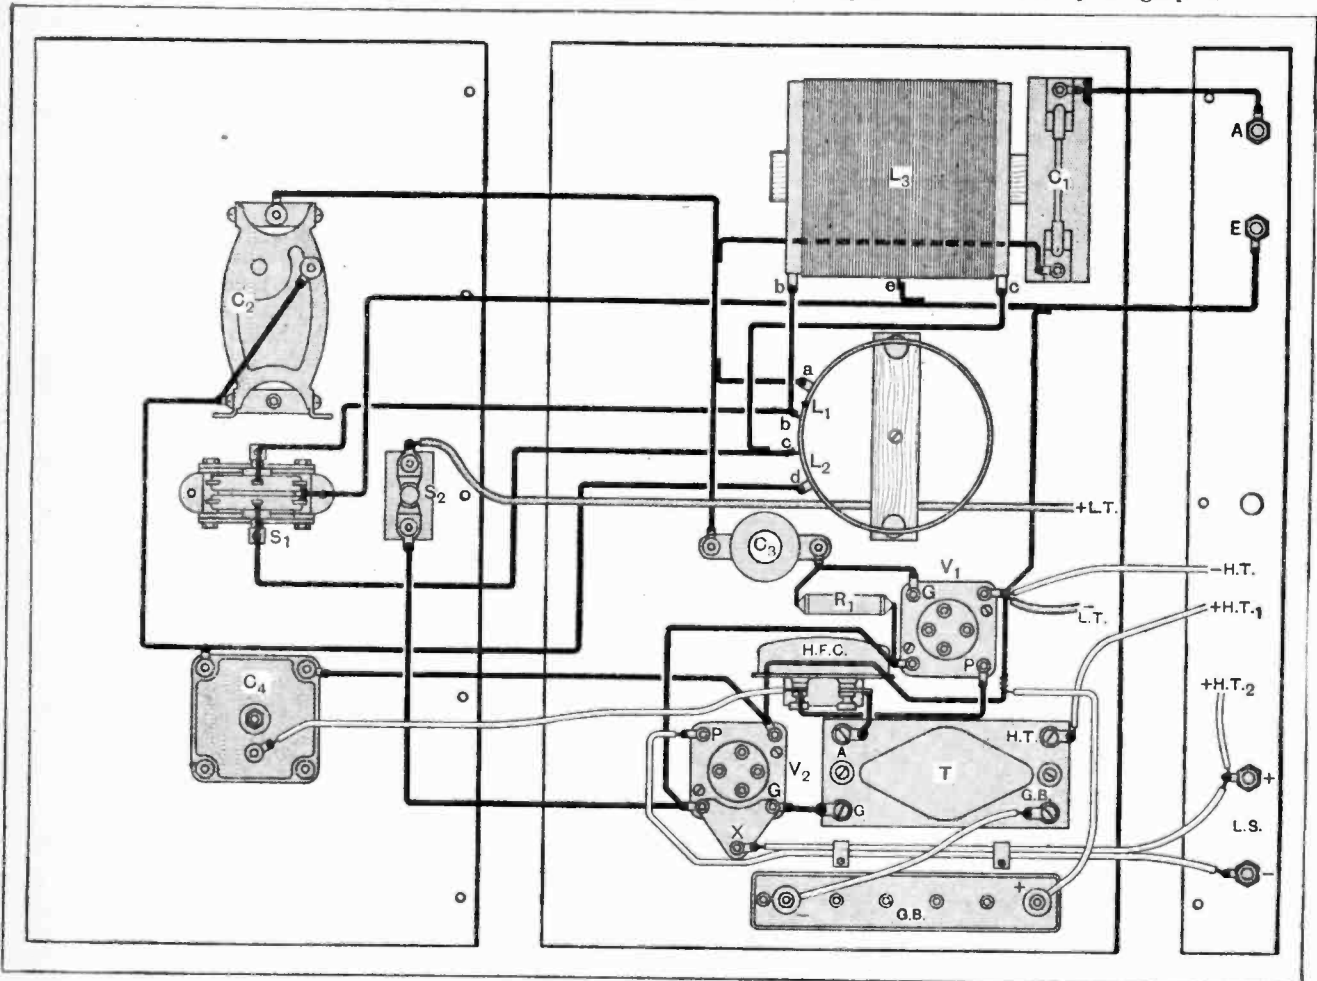 A
L3
C1
E
b
e
c
C2
a
L1
b
c
L2
d
S2
+L.T.
S1
C3
V1
-H.T.
G
R1
-L.T.
+H.T.1
H.F.C.
P
C4
+H.T.2
P
A
H.T.
V2
T
+
G
G
G.B.
L.S.
X
-
- G.B. +